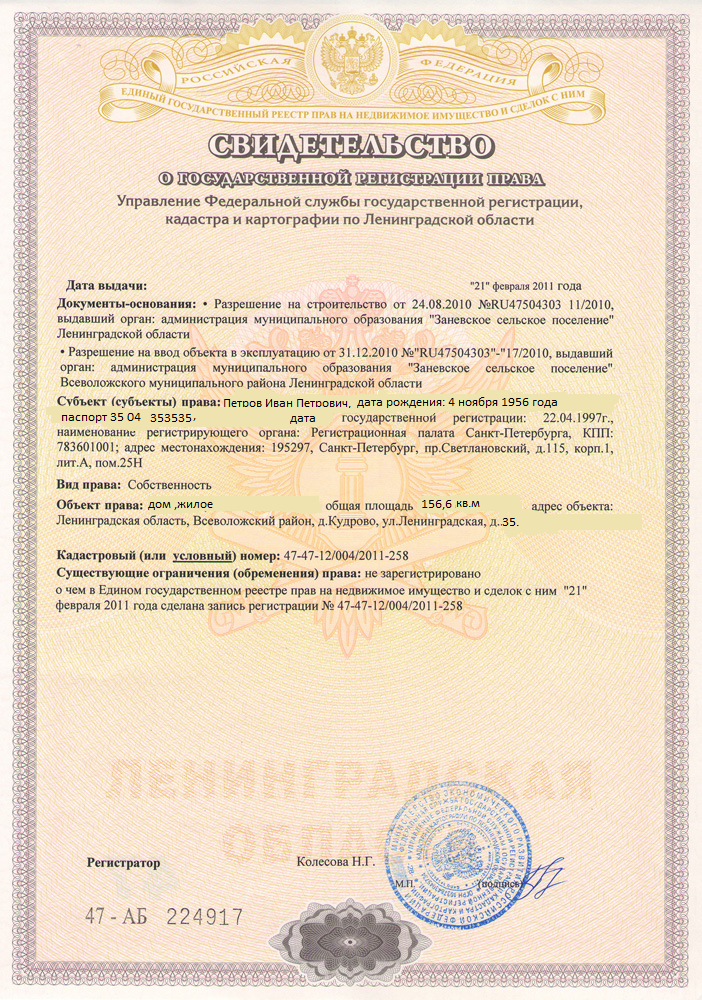 РОССИЙСКАЯ ФЕДЕРАЦИЯ
ЕДИНЫЙ ГОСУДАРСТВЕННЫЙ РЕЕСТР ПРАВ НА НЕДВИЖИМОЕ ИМУЩЕСТВО И СДЕЛОК С НИМ
СВИДЕТЕЛЬСТВО
О ГОСУДАРСТВЕННОЙ РЕГИСТРАЦИИ ПРАВА
Управление Федеральной службы государственной регистрации,
кадастра и картографии по Ленинградской области
Дата выдачи: "21" февраля 2011 года
Документы-основания: • Разрешение на строительство от 24.08.2010 №RU47504303 11/2010,
выдавший орган: администрация муниципального образования "Заневское сельское поселение"
Ленинградской области
• Разрешение на ввод объекта в эксплуатацию от 31.12.2010 №"RU47504303"-"17/2010, выдавший
орган: администрация муниципального образования "Заневское сельское поселение"
Всеволожского муниципального района Ленинградской области
Субъект (субъекты) права: Петров Иван Петрович, дата рождения: 4 ноября 1956 года
паспорт 35 04 353535, дата государственной регистрации: 22.04.1997г.,
наименование регистрирующего органа: Регистрационная палата Санкт-Петербурга, КПП:
783601001; адрес местонахождения: 195297, Санкт-Петербург, пр.Светлановский, д.115, корп.1,
лит.А, пом.25Н
Вид права: Собственность
Объект права: дом ,жилое общая площадь 156,6 кв.м адрес объекта:
Ленинградская область, Всеволожский район, д.Кудрово, ул.Ленинградская, д..35.
Кадастровый (или условный) номер: 47-47-12/004/2011-258
Существующие ограничения (обременения) права: не зарегистрировано
о чем в Едином государственном реестре прав на недвижимое имущество и сделок с ним "21"
февраля 2011 года сделана запись регистрации № 47-47-12/004/2011-258
ЛЕНИНГРАДСКАЯ
ОБЛА
Регистратор Колесова Н.Г.
М.П. (подпись)
47 - АБ 224917